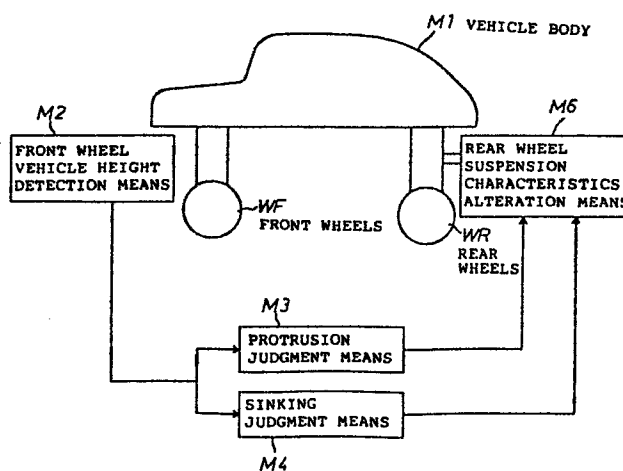 M1 VEHICLE BODY
M2
FRONT WHEEL
VEHICLE HEIGHT
DETECTION MEANS
M6
REAR WHEEL
SUSPENSION
CHARACTERISTICS
ALTERATION MEANS
WF
FRONT WHEELS
WR
REAR
WHEELS
M3
PROTRUSION
JUDGMENT MEANS
SINKING
JUDGMENT MEANS
M4